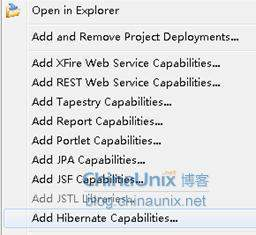 Open in Explorer
Add and Remove Project Deployments...
Add XFire Web Service Capabilities...
Add REST Web Service Capabilities...
Add Tapestry Capabilities...
Add Report Capabilities...
Add Portlet Capabilities...
Add JPA Capabilities...
Add JSF Capabilities...
ChinaUnix 博客
Add JSTL Libraries...
blog.chinaunix.net
Add Hibernate Capabilities...